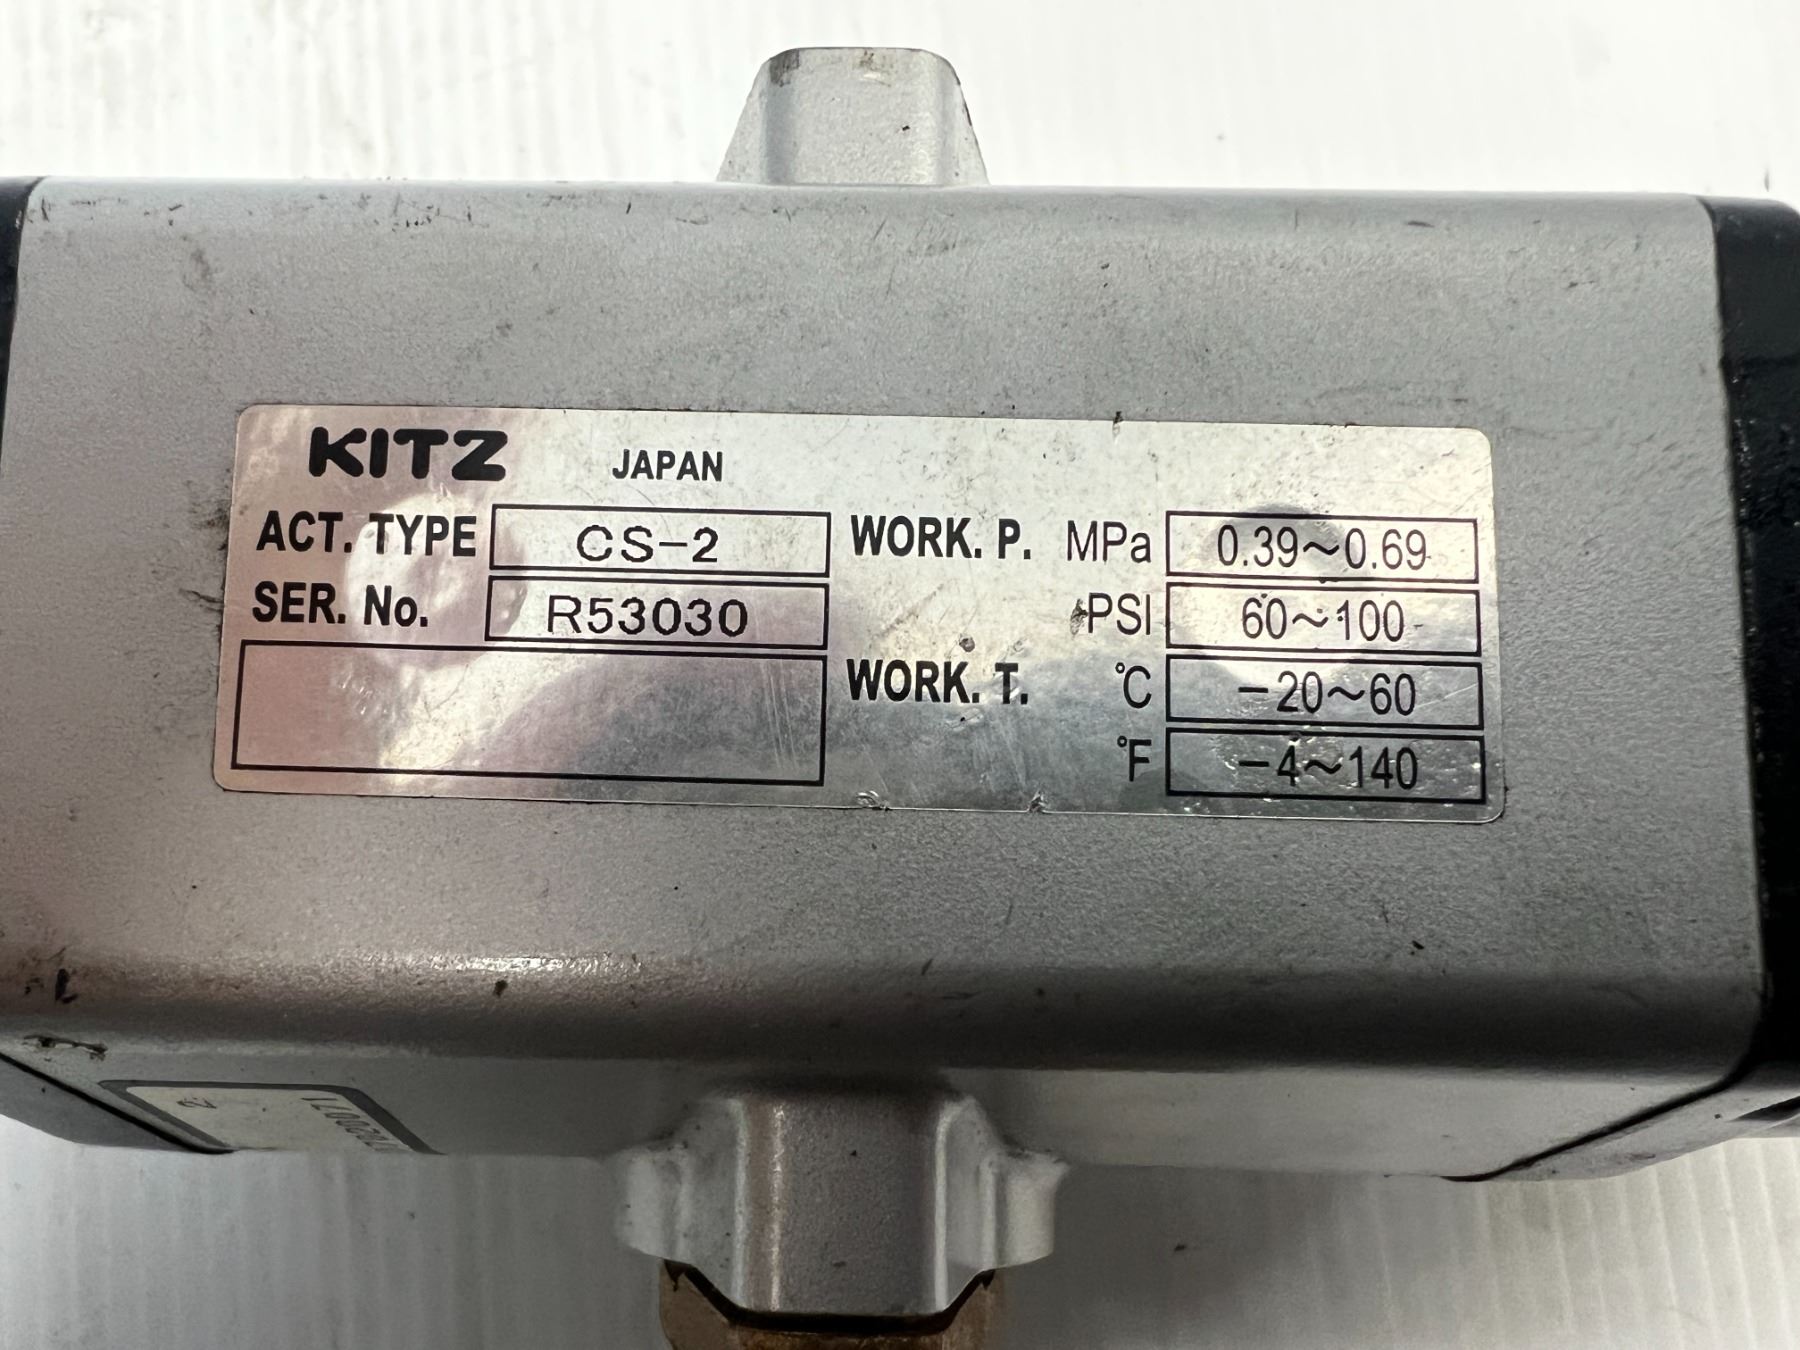 KITZ JAPAN
ACT. TYPE CS-2 WORK. P. MPa 0.39~0.69
SER. No. R53030 PSI 60~100
WORK. T. °C -20~60
°F -4~140